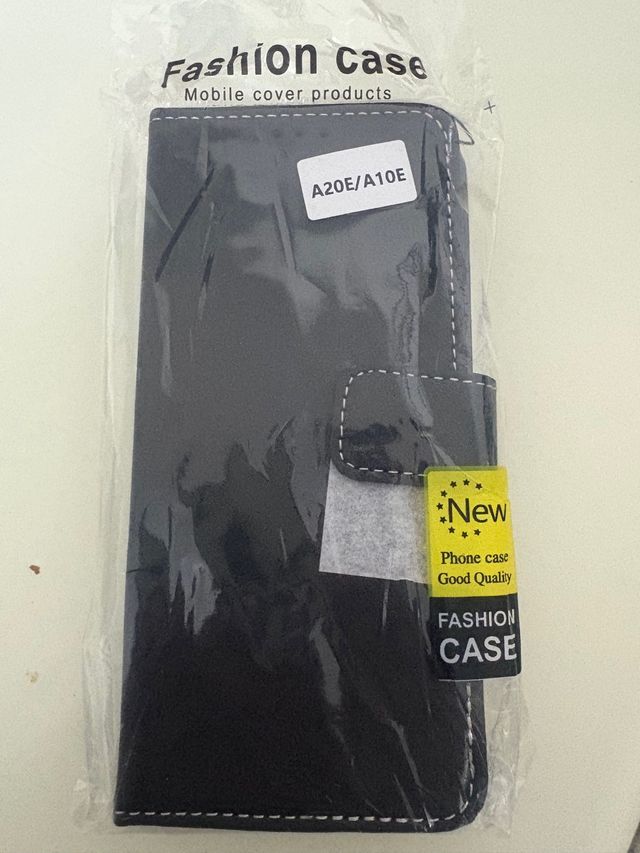 Fashion case
Mobile cover products
A20E/A10E
New
Phone case
Good Quality
FASHION
CASE